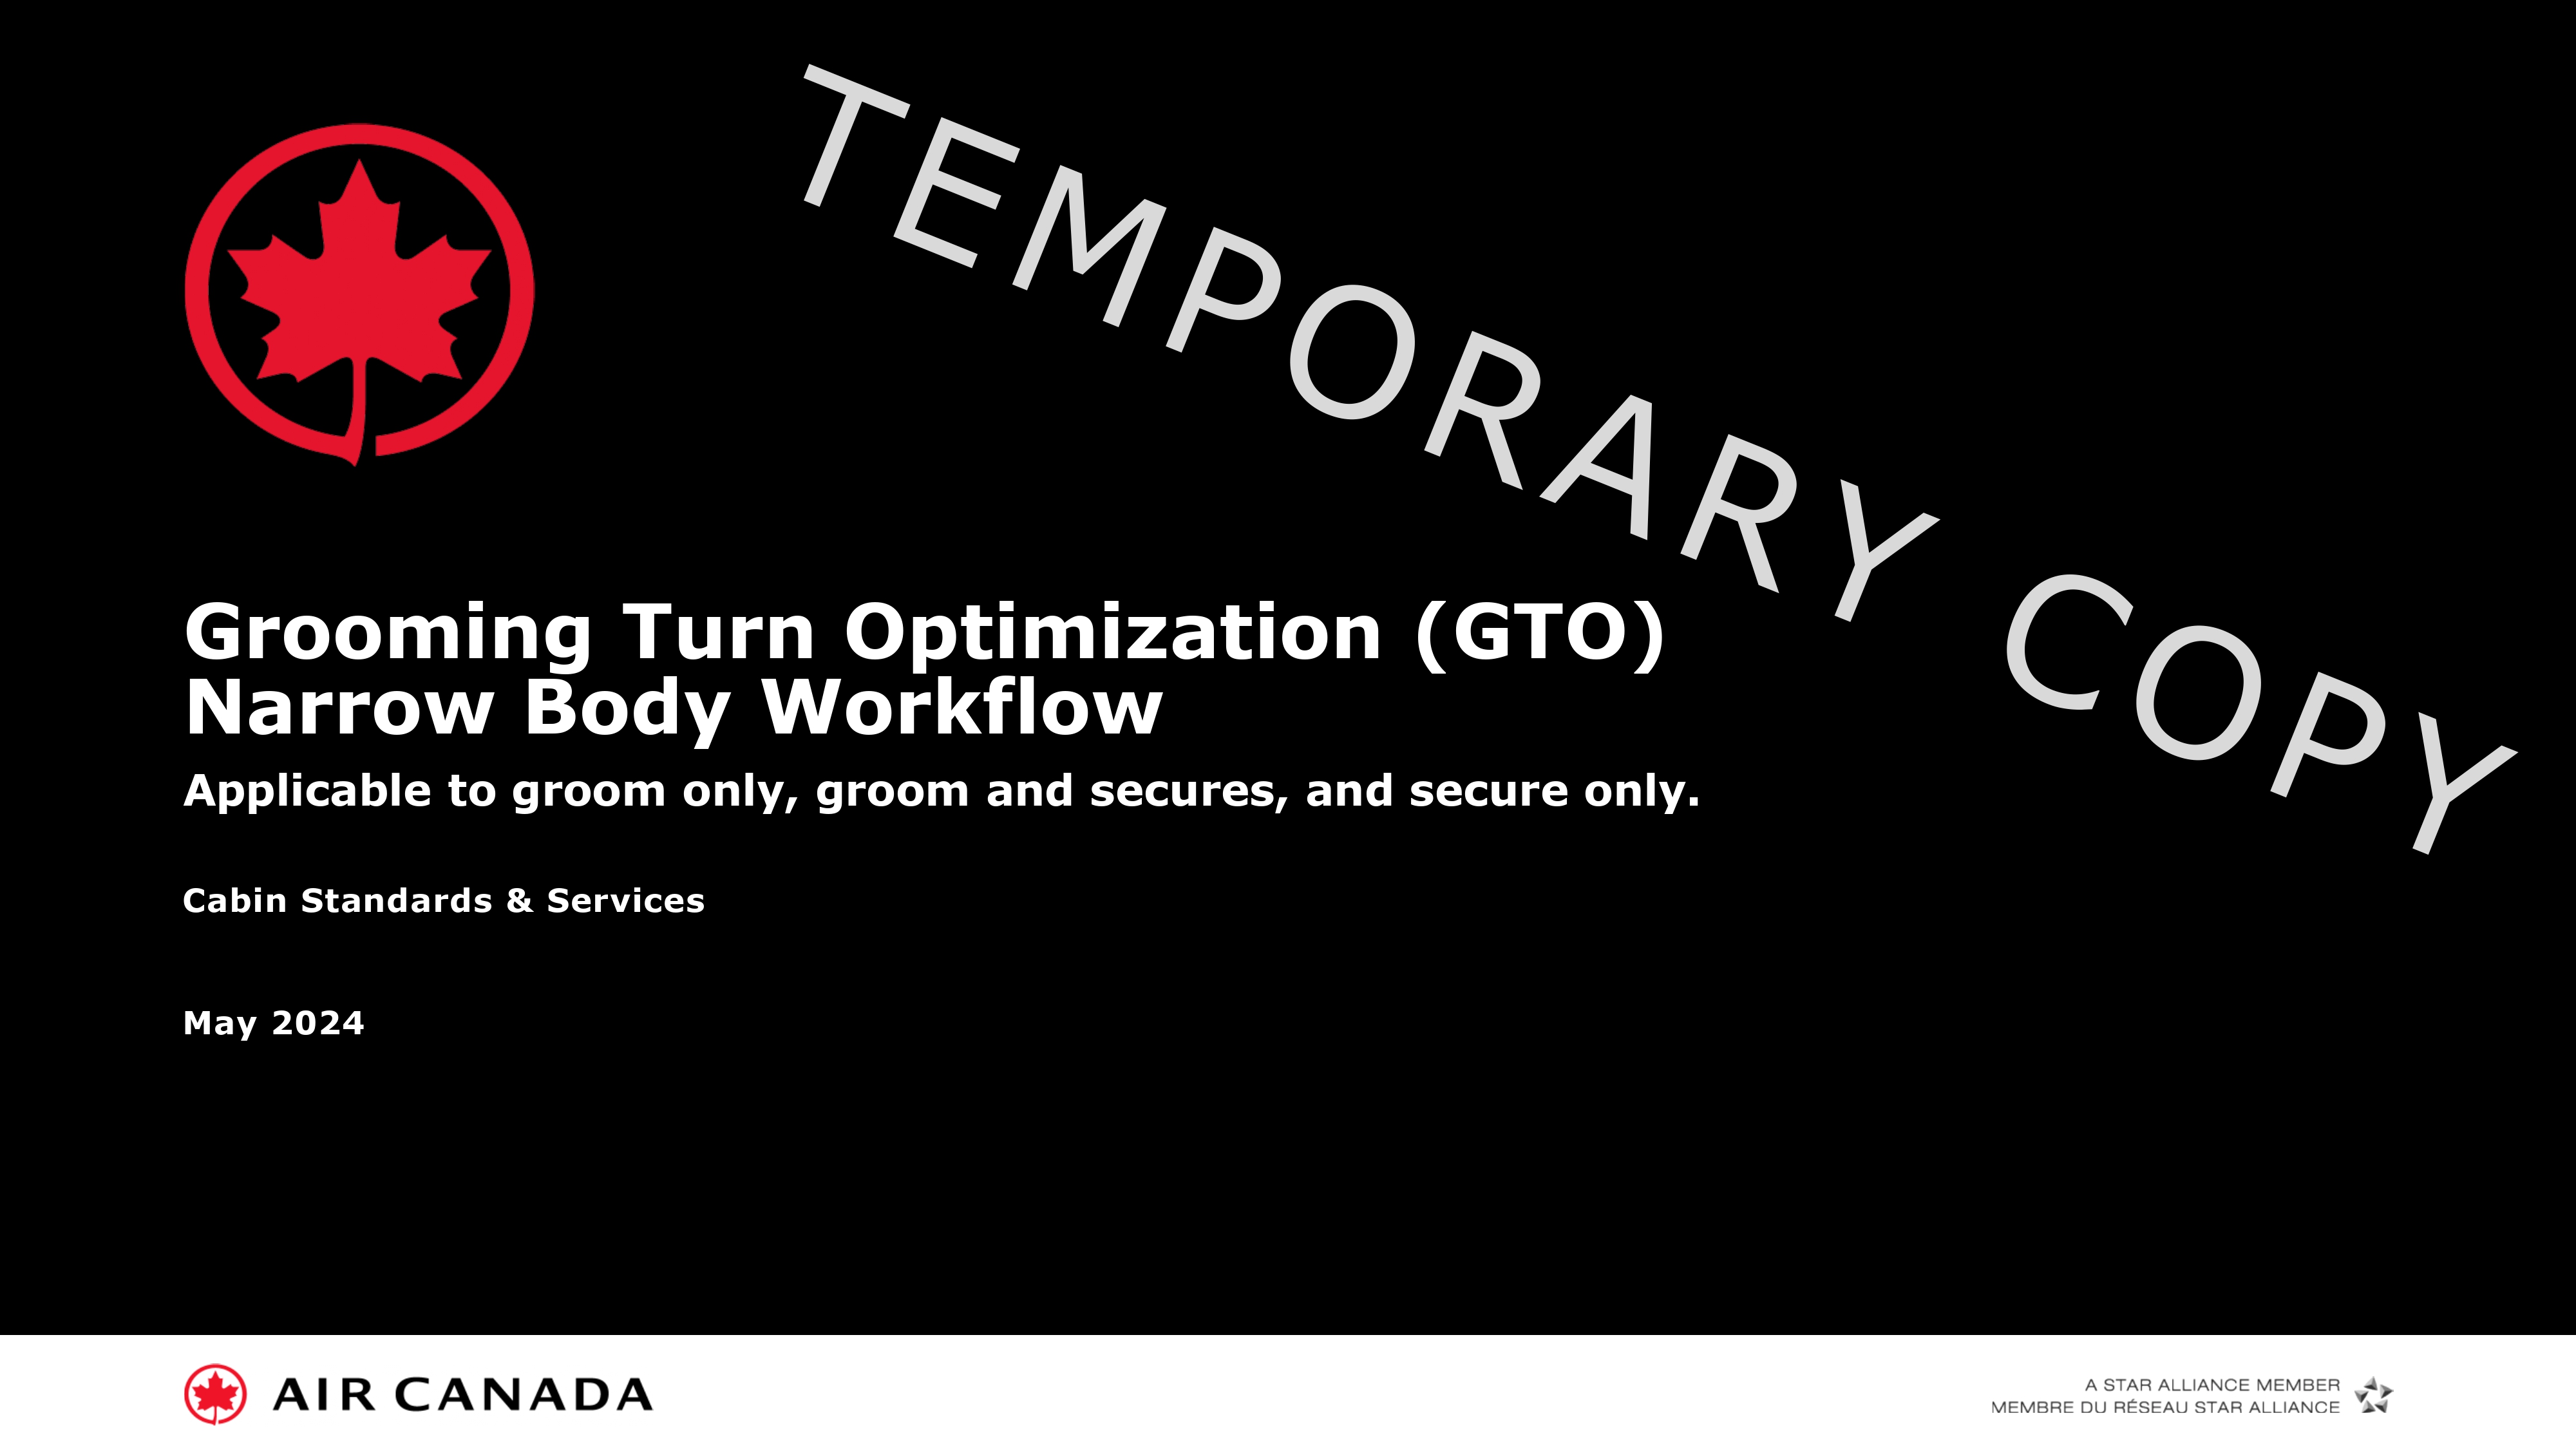 TEMPORARY COPY
Grooming Turn Optimization (GTO)
Narrow Body Workflow
Applicable to groom only, groom and secures, and secure only.
Cabin Standards & Services
May 2024
AIR CANADA
A STAR ALLIANCE MEMBER
MEMBRE DU RÉSEAU STAR ALLIANCE